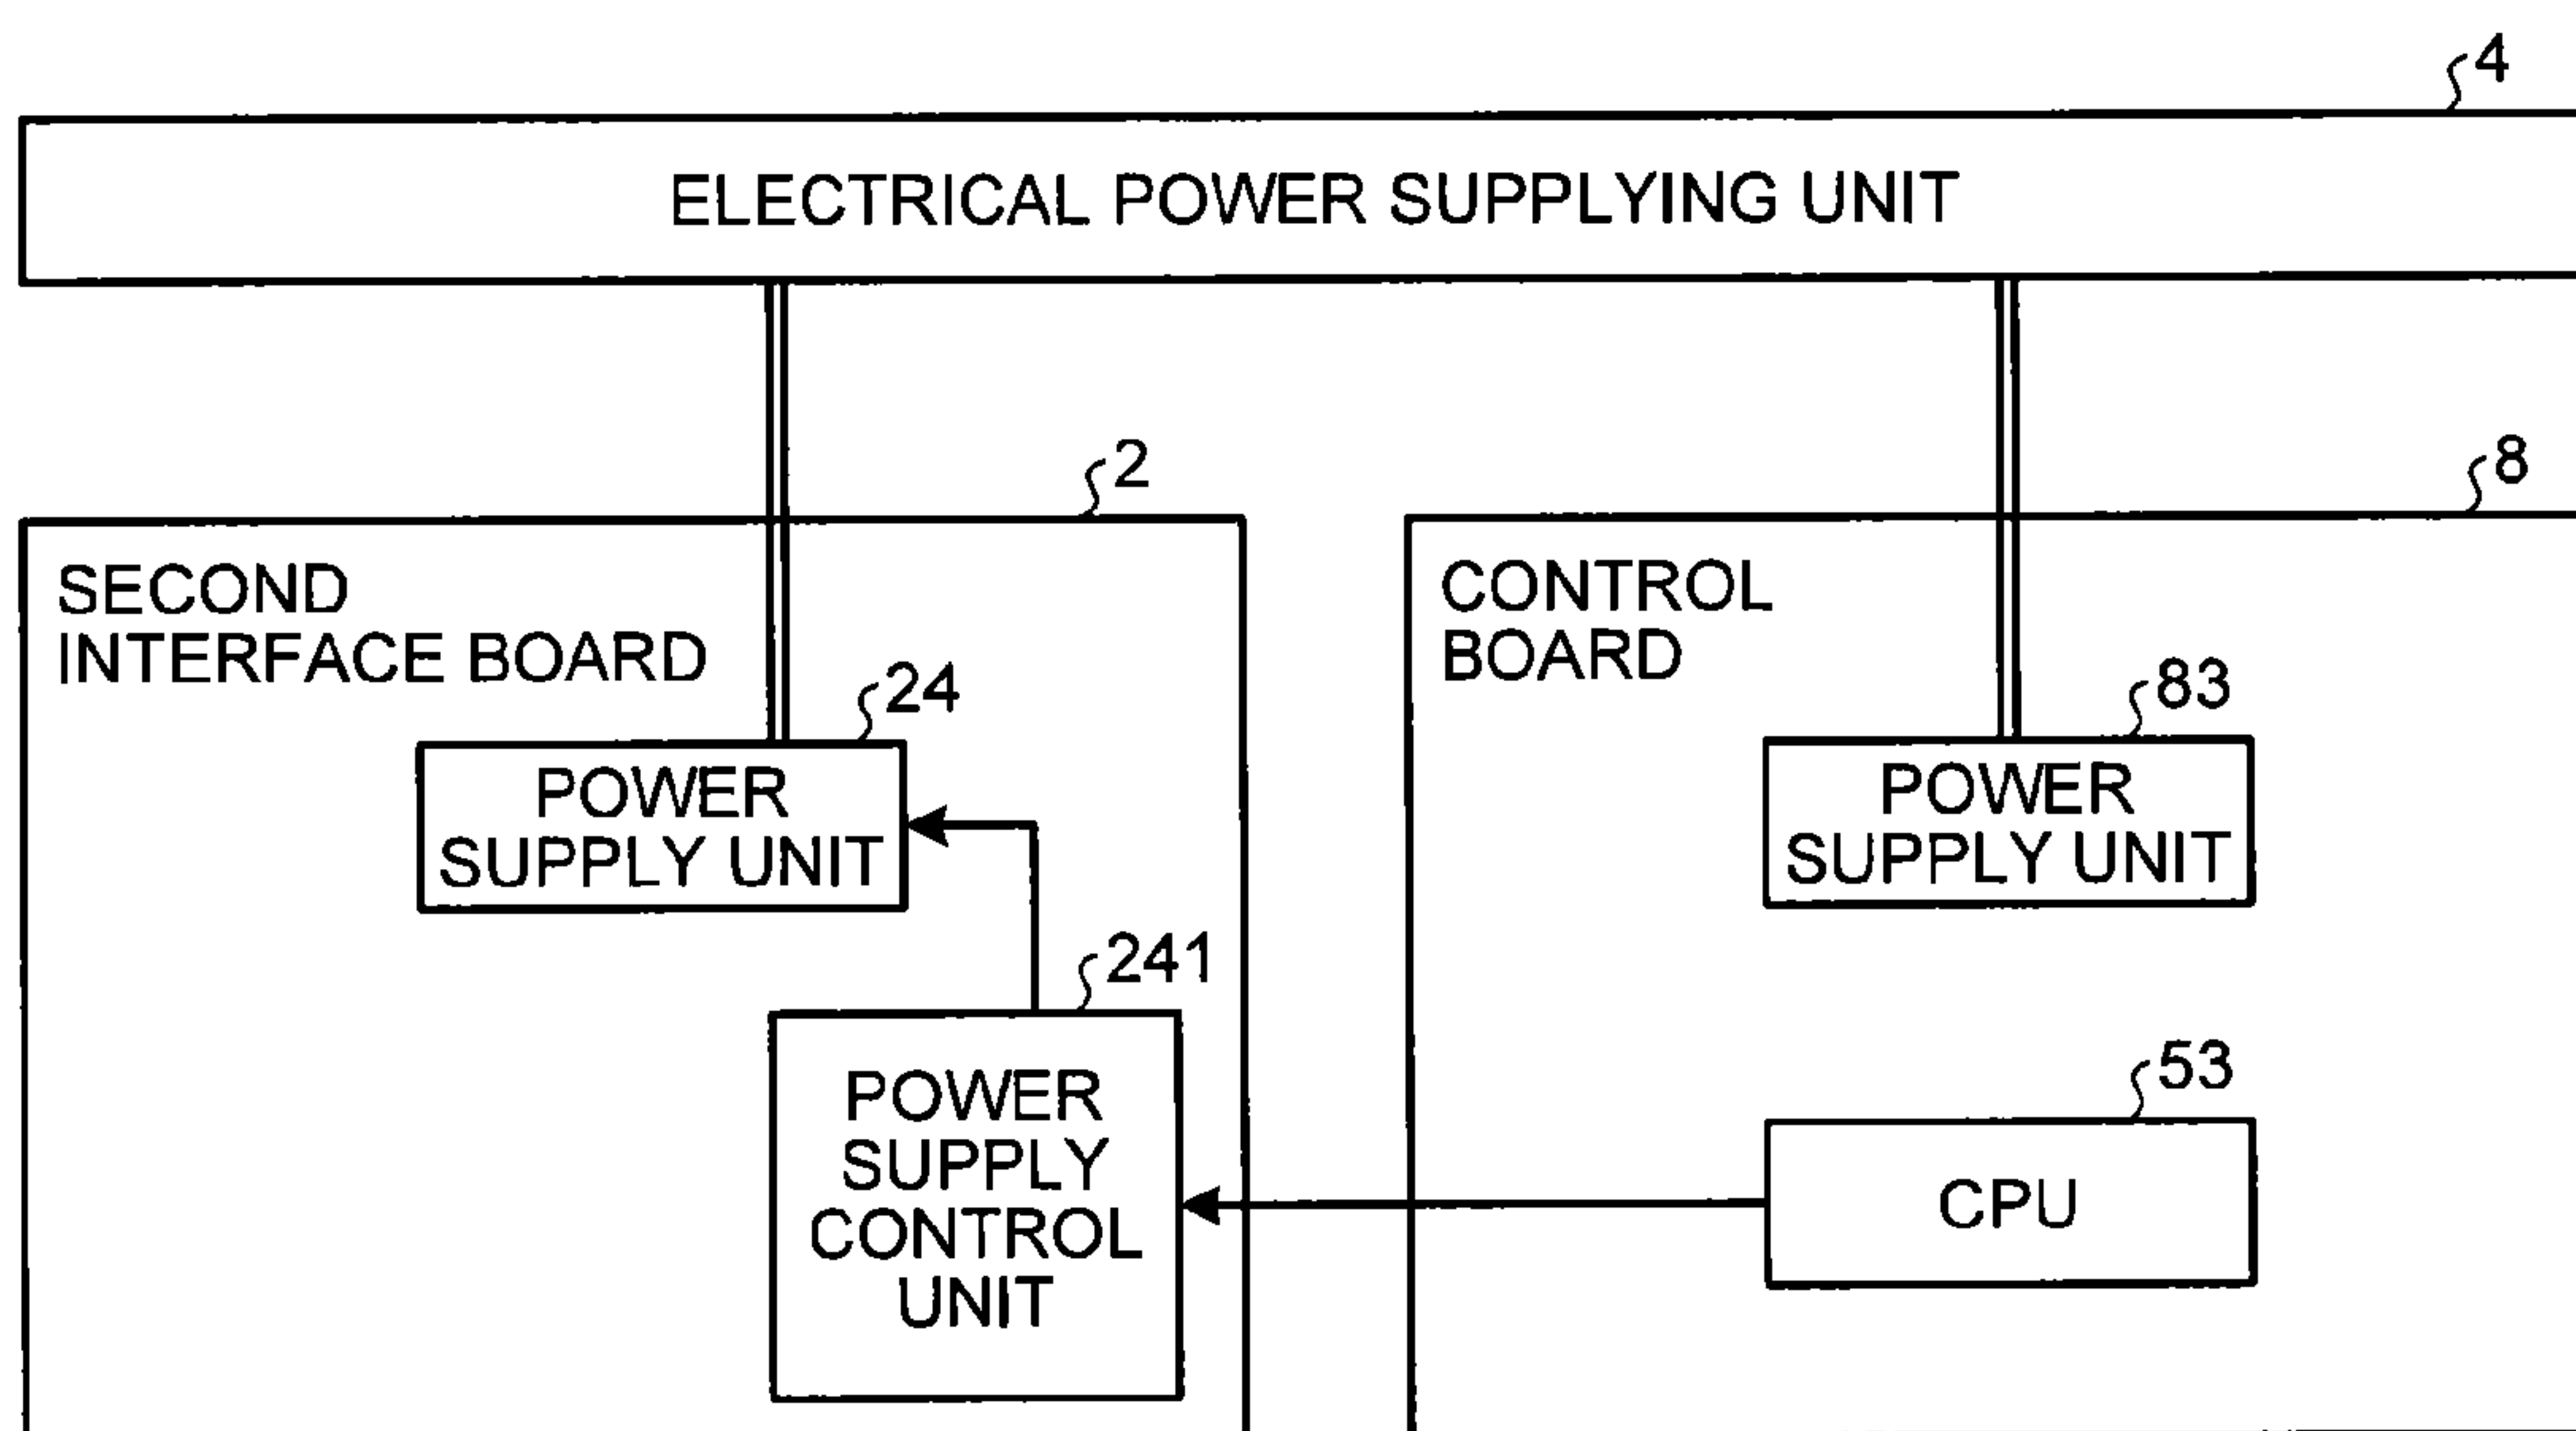 4
ELECTRICAL POWER SUPPLYING UNIT
2
8
SECOND
INTERFACE BOARD
CONTROL
BOARD
24
83
POWER
SUPPLY UNIT
POWER
SUPPLY UNIT
241
53
POWER
SUPPLY
CONTROL
UNIT
CPU